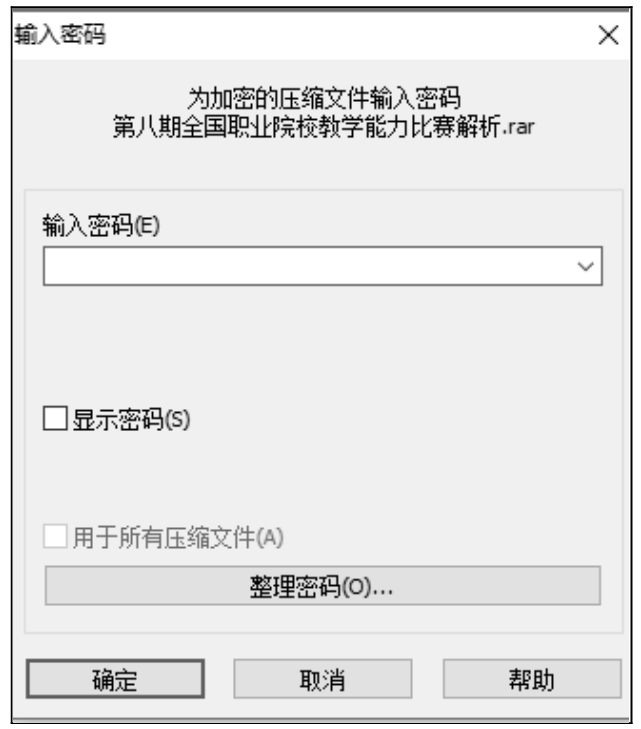 输入密码
为加密的压缩文件输入密码
第八期全国职业院校教学能力比赛解析.rar
输入密码(E)
显示密码(S)
用于所有压缩文件(A)
整理密码(O)...
确定
取消
帮助